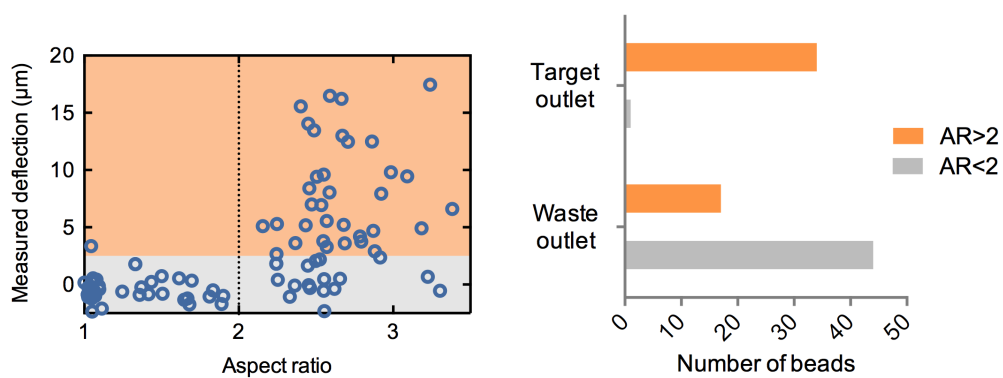 20
15
10
5
0
Measured deflection (µm)
1
2
3
Aspect ratio
Target
outlet
Waste
outlet
0
10
20
30
40
50
Number of beads
AR>2
AR<2